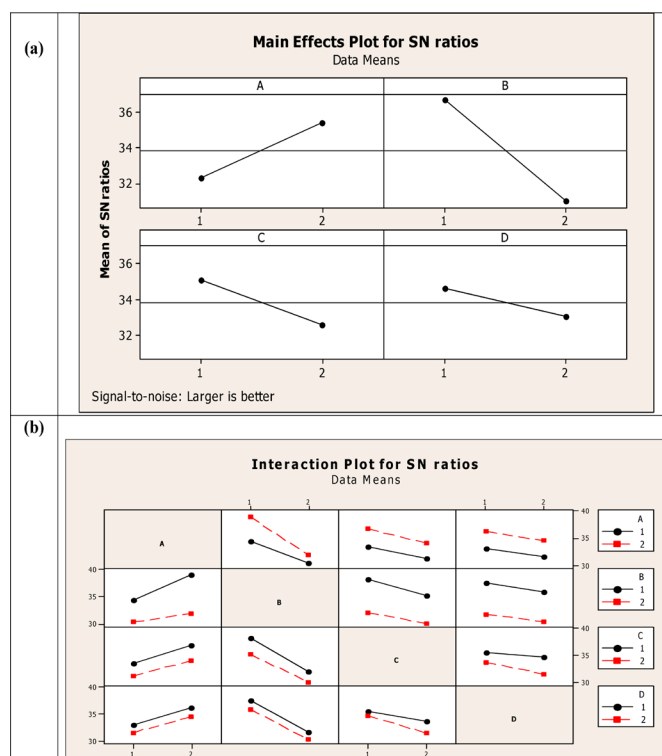 (a)
Main Effects Plot for SN ratios
Data Means
A B
36
34
32
1 2 1 2
Mean of SN ratios
C D
36
34
32
1 2 1 2
Signal-to-noise: Larger is better
(b)
Interaction Plot for SN ratios
Data Means
1 2 1 2
40
35
30
A
A
1
2
40
35
30
B
B
1
2
40
35
30
C
C
1
2
40
35
30
D
D
1
2
1 2 1 2